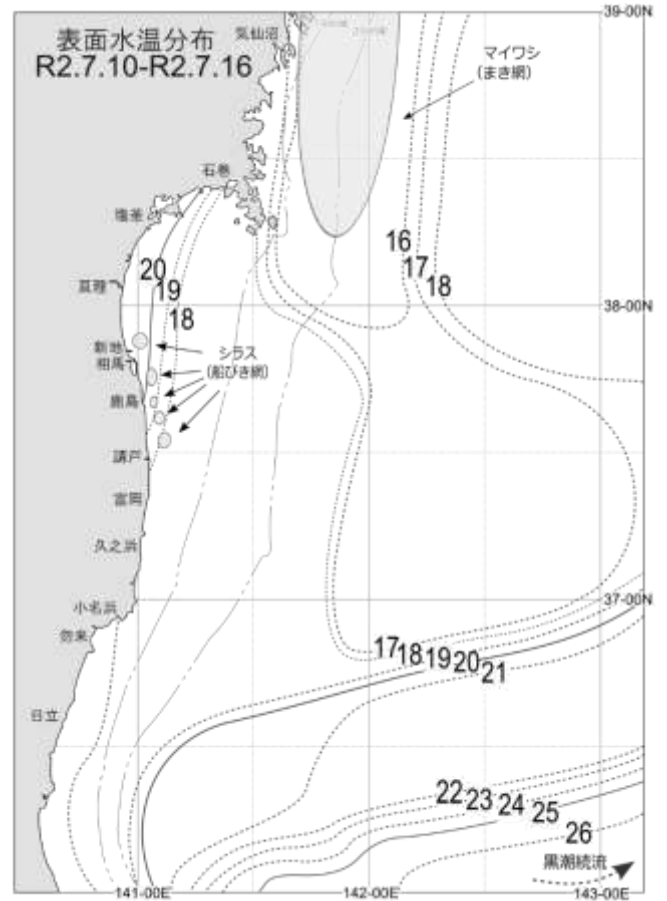 39-00N
表面水温分布
R2.7.10-R2.7.16
気仙沼
マイワシ
(まき網)
石巻
塩釜
16
17
18
亘理
20
19
18
38-00N
新地
相馬
シラス
(船びき網)
鹿島
請戸
富岡
久之浜
37-00N
小名浜
勿来
17
18
19
20
21
日立
22
23
24
25
26
黒潮続流
141-00E
142-00E
143-00E